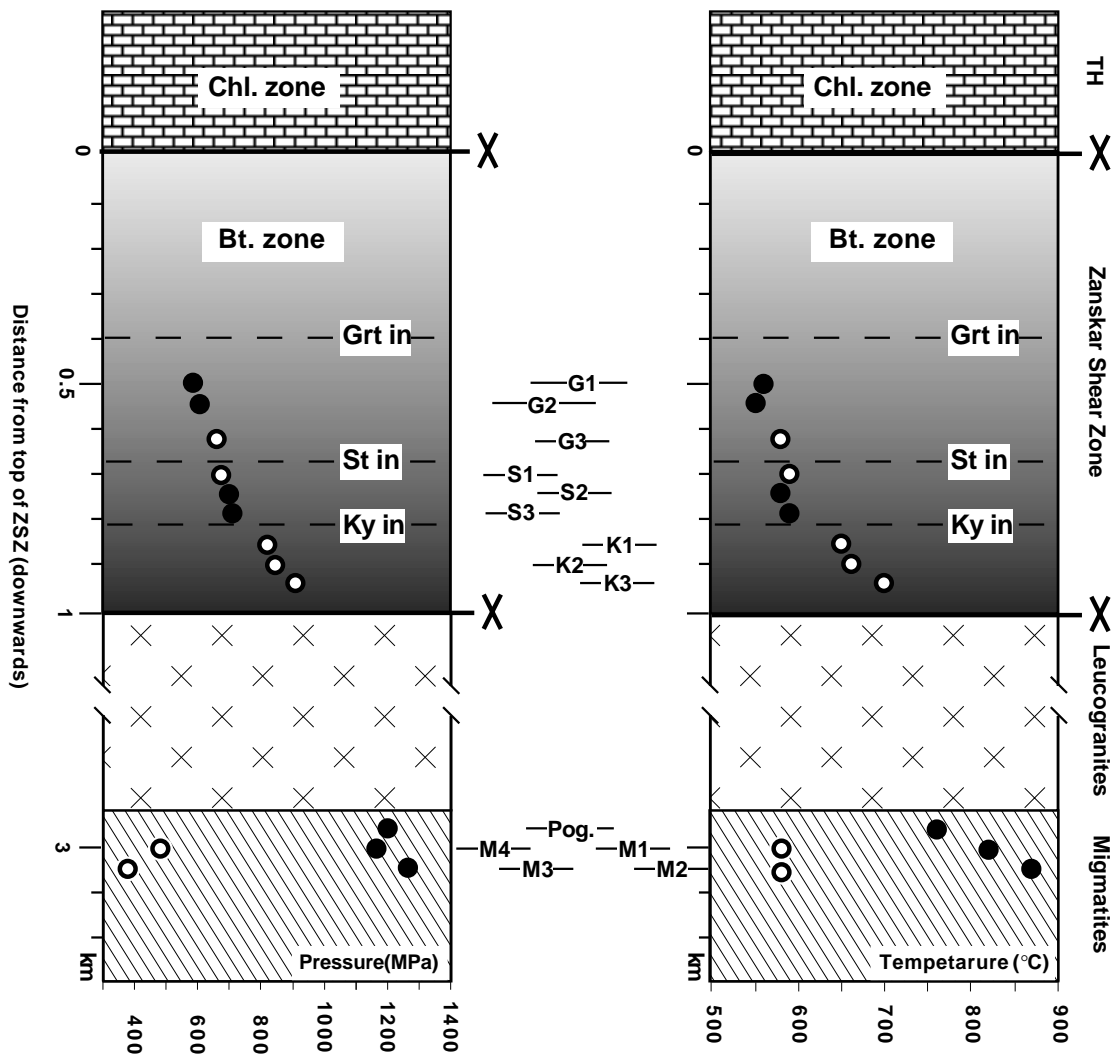 Chl. zone
Chl. zone
TH
0
0
Bt. zone
Bt. zone
Zanskar Shear Zone
Grt in
Grt in
Distance from top of ZSZ (downwards)
0.5
G1
0.5
G2
G3
St in
St in
S1
S2
S3
Ky in
Ky in
K1
K2
K3
1
1
Leucogranites
Pog.
3
M4
M1
3
M3
M2
Migmatites
km
Pressure(MPa)
km
Tempetarure (°C)
400
600
800
1000
1200
1400
500
600
700
800
900